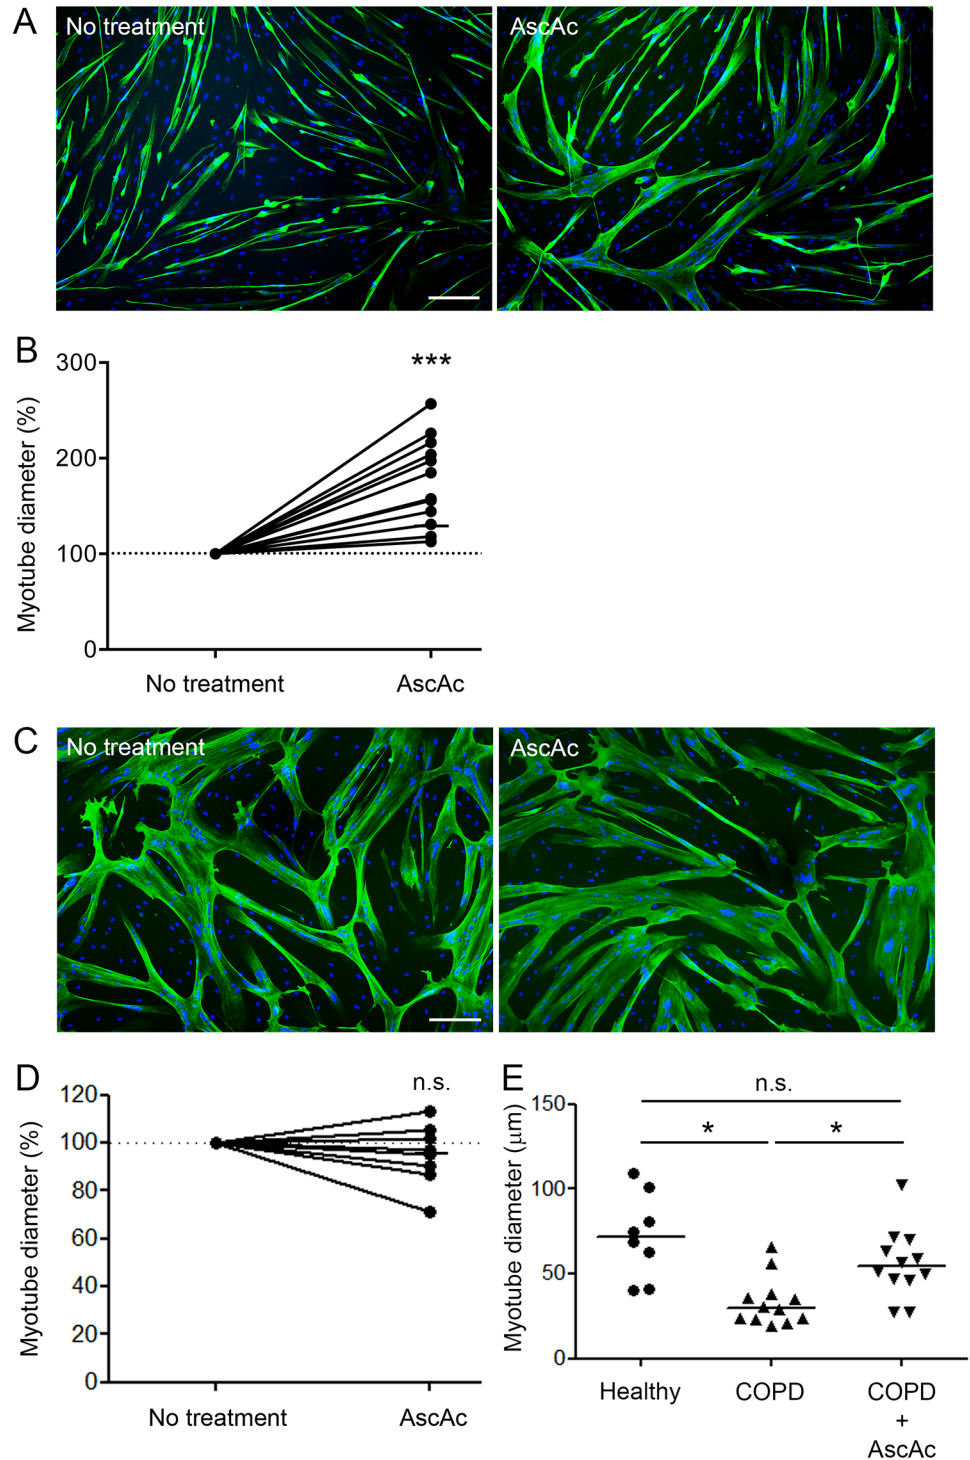 A
No treatment
AscAc
B
***
300
200
100
0
Myotube diameter (%)
No treatment
AscAc
C
No treatment
AscAc
D
n.s.
120
100
80
60
40
20
0
Myotube diameter (%)
No treatment
AscAc
E
n.s.
*
*
150
100
50
0
Myotube diameter (µm)
Healthy
COPD
COPD
+
AscAc